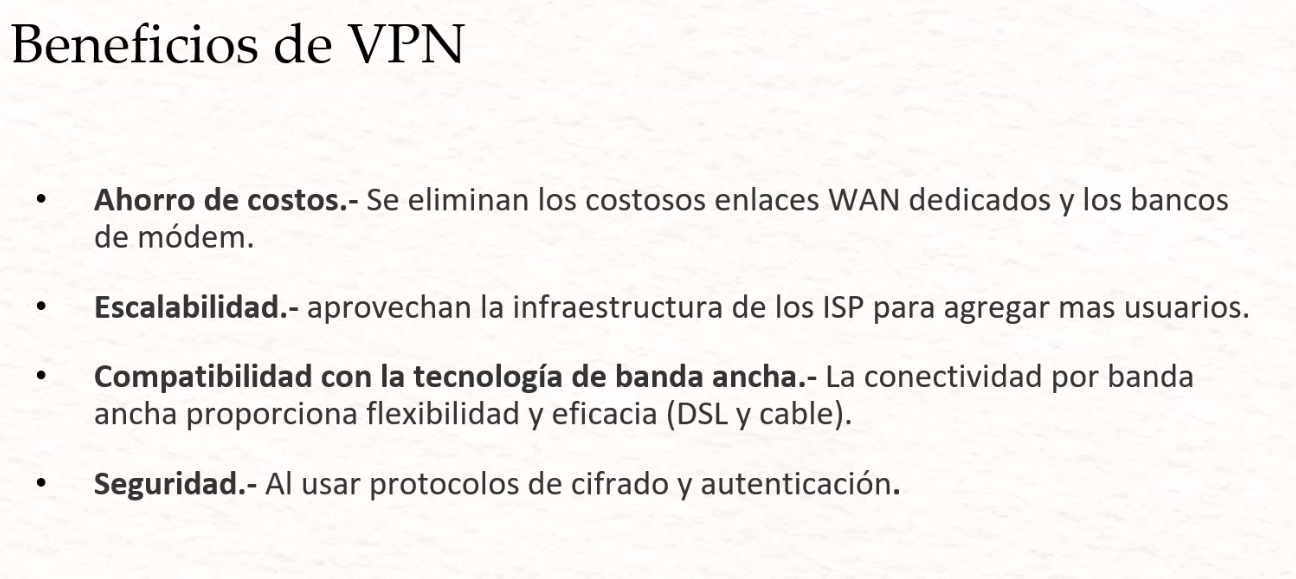 Beneficios de VPN
• Ahorro de costos.- Se eliminan los costosos enlaces WAN dedicados y los bancos
de módem.
• Escalabilidad.- aprovechan la infraestructura de los ISP para agregar mas usuarios.
• Compatibilidad con la tecnología de banda ancha.- La conectividad por banda
ancha proporciona flexibilidad y eficacia (DSL y cable).
• Seguridad.- Al usar protocolos de cifrado y autenticación.